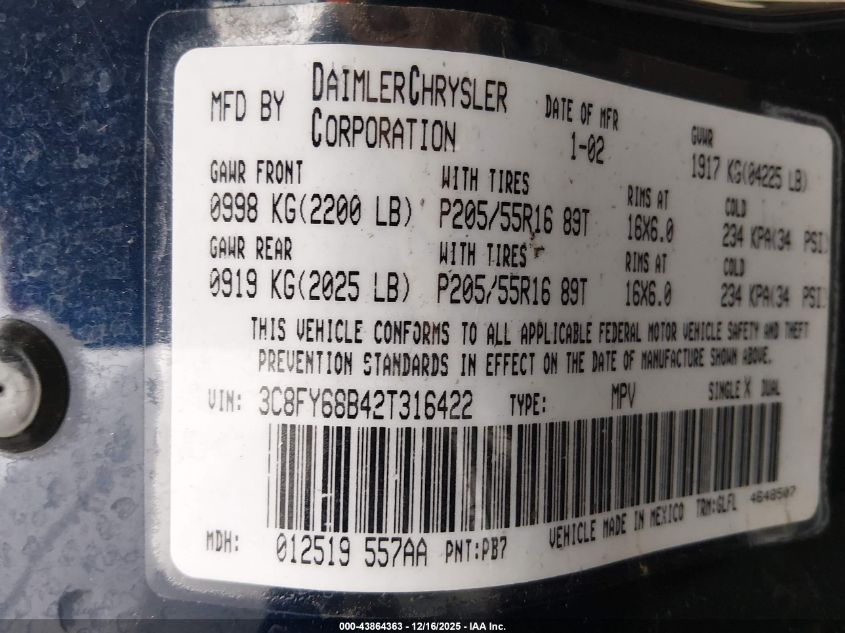 MFD BY DAIMLERCHRYSLER CORPORATION DATE OF MFR 1-02 GVWR 1917 KG(04225 LB)
GAWR FRONT WITH TIRES RIMS AT COLD
0998 KG(2200 LB) P205/55R16 89T 16X6.0 234 KPA(34 PSI)
GAWR REAR WITH TIRES RIMS AT COLD
0919 KG(2025 LB) P205/55R16 89T 16X6.0 234 KPA(34 PSI)
THIS VEHICLE CONFORMS TO ALL APPLICABLE FEDERAL MOTOR VEHICLE SAFETY AND THEFT
PREVENTION STANDARDS IN EFFECT ON THE DATE OF MANUFACTURE SHOWN ABOVE.
VIN: 3C8FY68B42T316422 TYPE: MPV SINGLE X DUAL
MDH: 012519 557AA PNT:PB7 VEHICLE MADE IN MEXICO TRM:GLFL 4648507
000-43864363 - 12/16/2025 - IAA Inc.